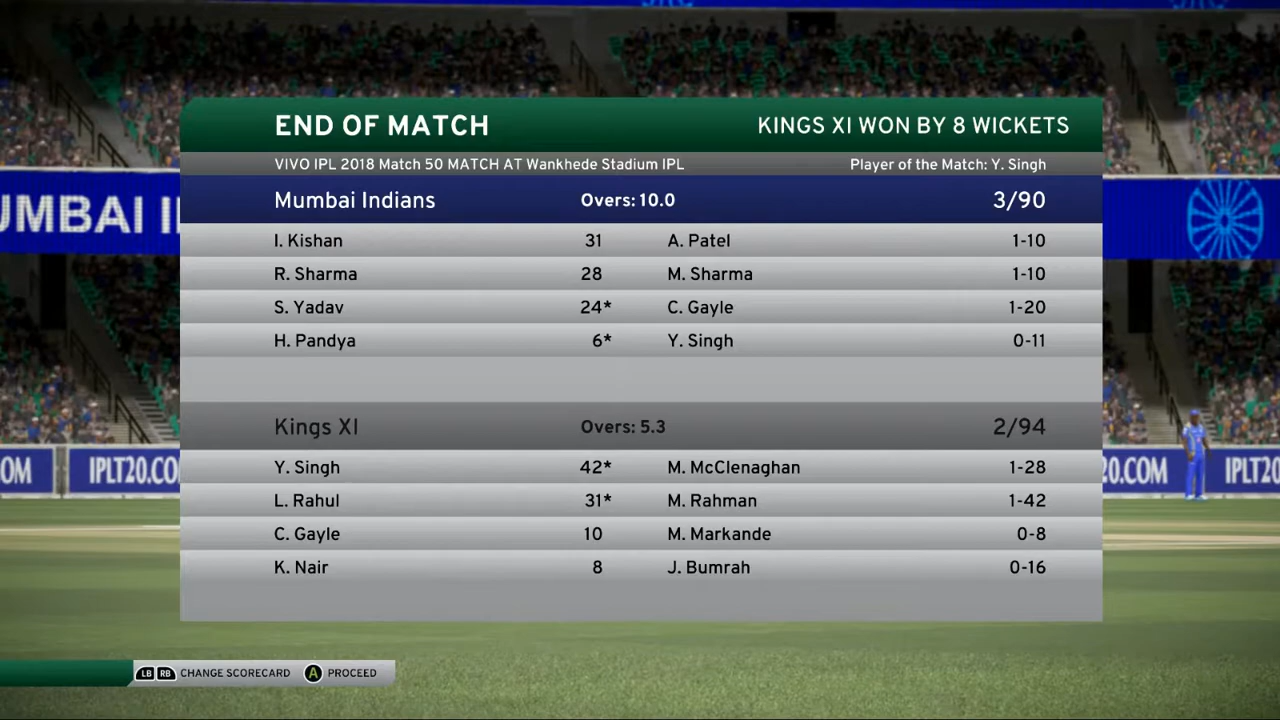 END OF MATCH KINGS XI WON BY 8 WICKETS
VIVO IPL 2018 Match 50 MATCH AT Wankhede Stadium IPL Player of the Match: Y. Singh
UMBAI I
Mumbai Indians Overs: 10.0 3/90
I. Kishan 31 A. Patel 1-10
R. Sharma 28 M. Sharma 1-10
S. Yadav 24* C. Gayle 1-20
H. Pandya 6* Y. Singh 0-11
Kings XI Overs: 5.3 2/94
Y. Singh 42* M. McClenaghan 1-28
OM IPLT20.CO 20.COM IPLT20
L. Rahul 31* M. Rahman 1-42
C. Gayle 10 M. Markande 0-8
K. Nair 8 J. Bumrah 0-16
LB RB CHANGE SCORECARD A PROCEED